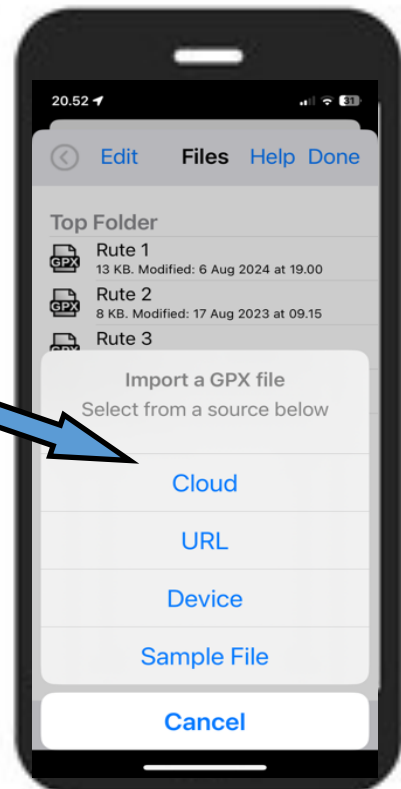 20.52
31
Edit Files Help Done
Top Folder
GPX
Rute 1
13 KB. Modified: 6 Aug 2024 at 19.00
GPX
Rute 2
8 KB. Modified: 17 Aug 2023 at 09.15
Rute 3
Import a GPX file
Select from a source below
Cloud
URL
Device
Sample File
Cancel